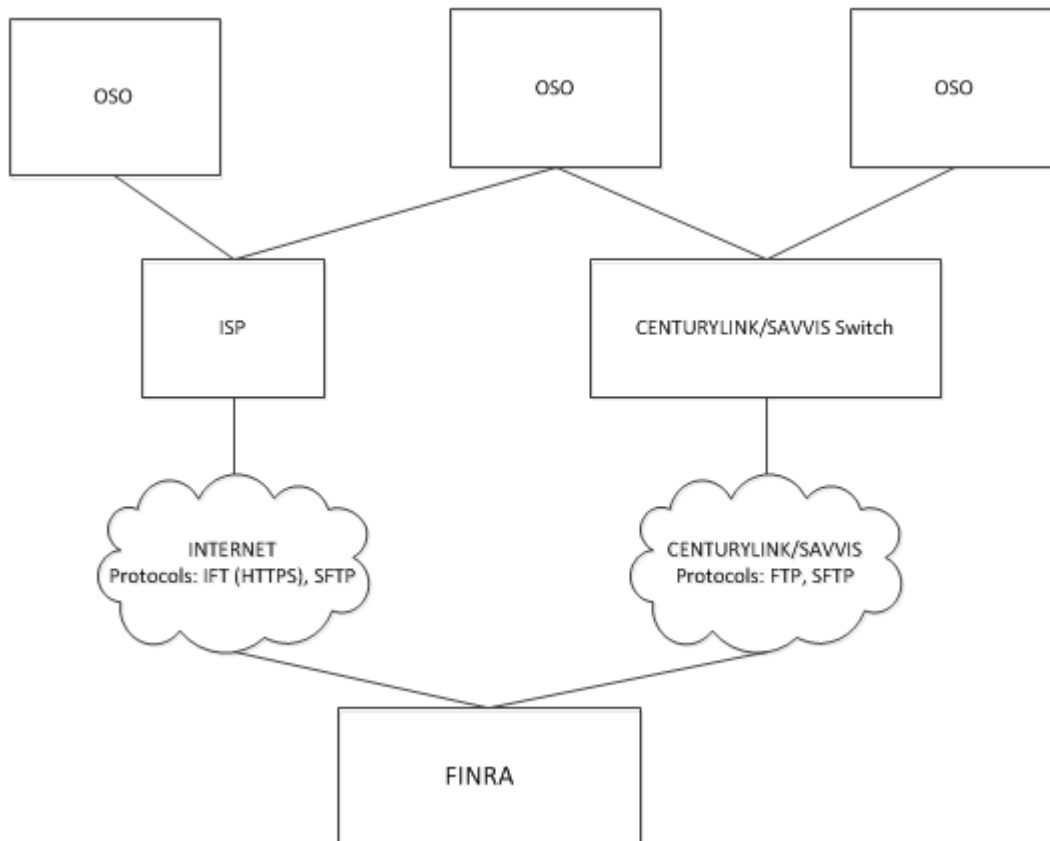 OSO
OSO
OSO
ISP
CENTURYLINK/SAVVIS Switch
INTERNET
Protocols: IFT (HTTPS), SFTP
CENTURYLINK/SAVVIS
Protocols: FTP, SFTP
FINRA